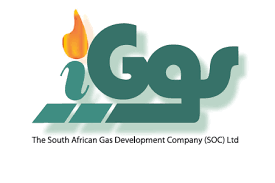 iGas
The South African Gas Development Company (SOC) Ltd